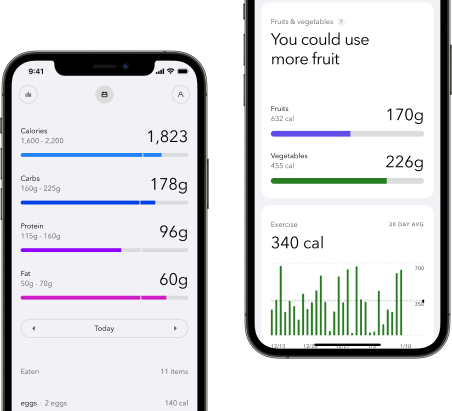 9:41
Calories
1,600 - 2,200
1,823
Carbs
160g - 225g
178g
Protein
115g - 160g
96g
Fat
50g - 70g
60g
Today
Eaten
11 items
eggs · 2 eggs
140 cal
Fruits & vegetables ?
You could use
more fruit
Fruits
632 cal
170g
Vegetables
455 cal
226g
Exercise
30 DAY AVG
340 cal
700
350
12/13
1/10